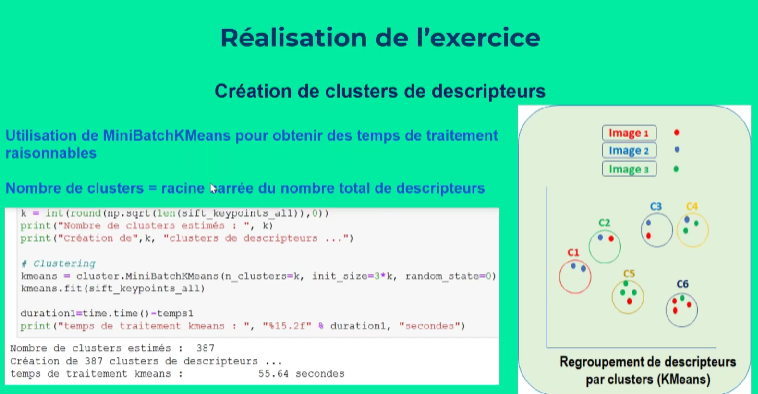 Réalisation de l'exercice
Création de clusters de descripteurs
Utilisation de MiniBatchKMeans pour obtenir des temps de traitement
raisonnables
Nombre de clusters = racine carrée du nombre total de descripteurs
k = int(round(np.sqrt(len(sift_keypoints_all)),0))
print("Nombre de clusters estimés : ", k)
print("Création de",k, "clusters de descripteurs ...")
# Clustering
kmeans = cluster.MiniBatchKMeans(n_clusters=k, init_size=3*k, random_state=0)
kmeans.fit(sift_keypoints_all)
duration1=time.time()-temps1
print("temps de traitement kmeans : ", "%15.2f" % duration1, "secondes")
Nombre de clusters estimés : 387
Création de 387 clusters de descripteurs ...
temps de traitement kmeans : 55.64 secondes
Image 1
Image 2
Image 3
C1
C2
C3
C4
C5
C6
Regroupement de descripteurs
par clusters (KMeans)